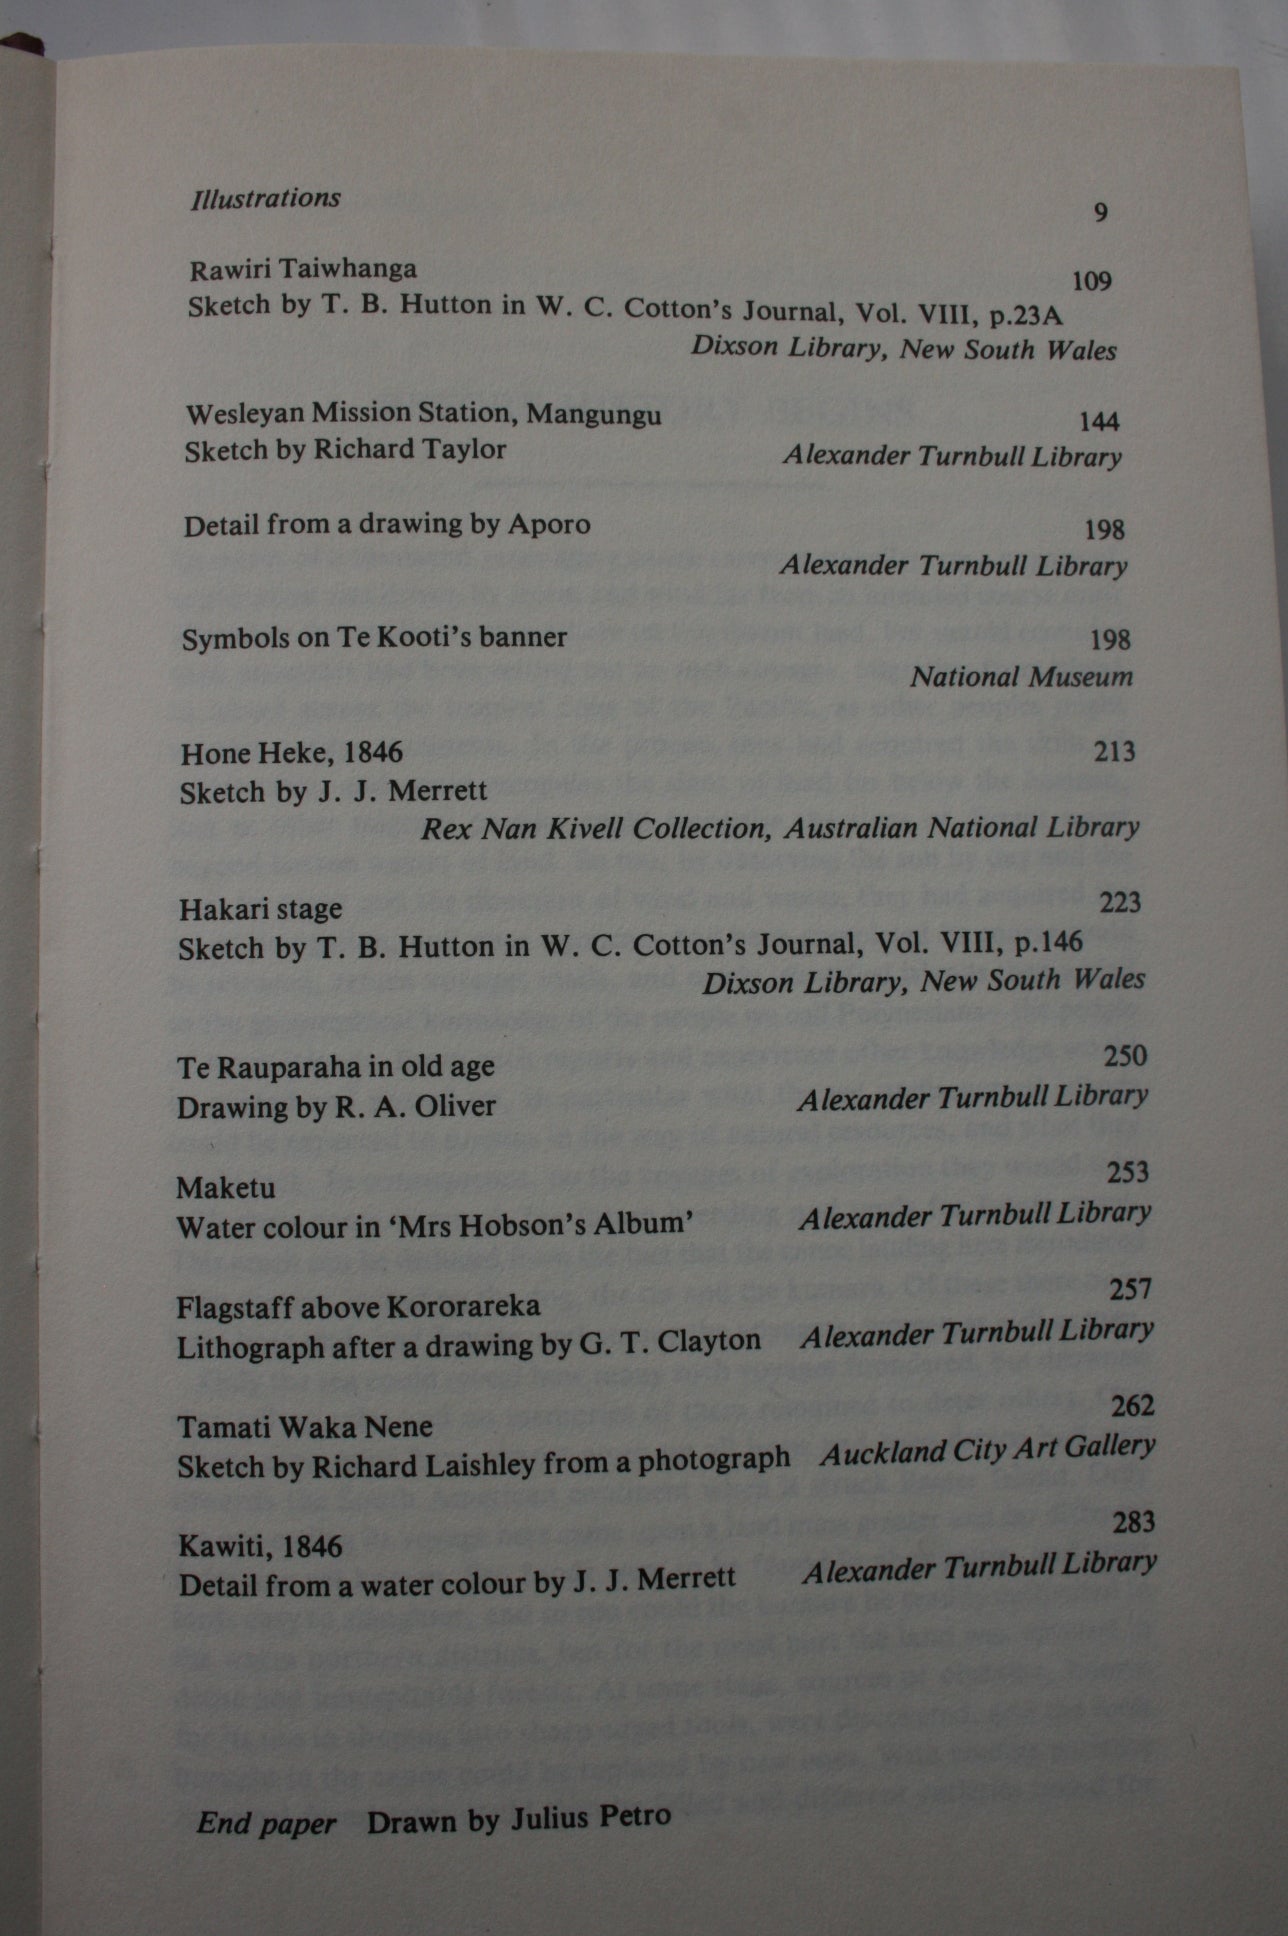 Illustrations 9
Rawiri Taiwhanga 109
Sketch by T. B. Hutton in W. C. Cotton's Journal, Vol. VIII, p.23A
Dixson Library, New South Wales
Wesleyan Mission Station, Mangungu 144
Sketch by Richard Taylor Alexander Turnbull Library
Detail from a drawing by Aporo 198
Alexander Turnbull Library
Symbols on Te Kooti's banner 198
National Museum
Hone Heke, 1846 213
Sketch by J. J. Merrett
Rex Nan Kivell Collection, Australian National Library
Hakari stage 223
Sketch by T. B. Hutton in W. C. Cotton's Journal, Vol. VIII, p.146
Dixson Library, New South Wales
Te Rauparaha in old age 250
Drawing by R. A. Oliver Alexander Turnbull Library
Maketu 253
Water colour in ‘Mrs Hobson's Album’ Alexander Turnbull Library
Flagstaff above Kororareka 257
Lithograph after a drawing by G. T. Clayton Alexander Turnbull Library
Tamati Waka Nene 262
Sketch by Richard Laishley from a photograph Auckland City Art Gallery
Kawiti, 1846 283
Detail from a water colour by J. J. Merrett Alexander Turnbull Library
End paper Drawn by Julius Petro